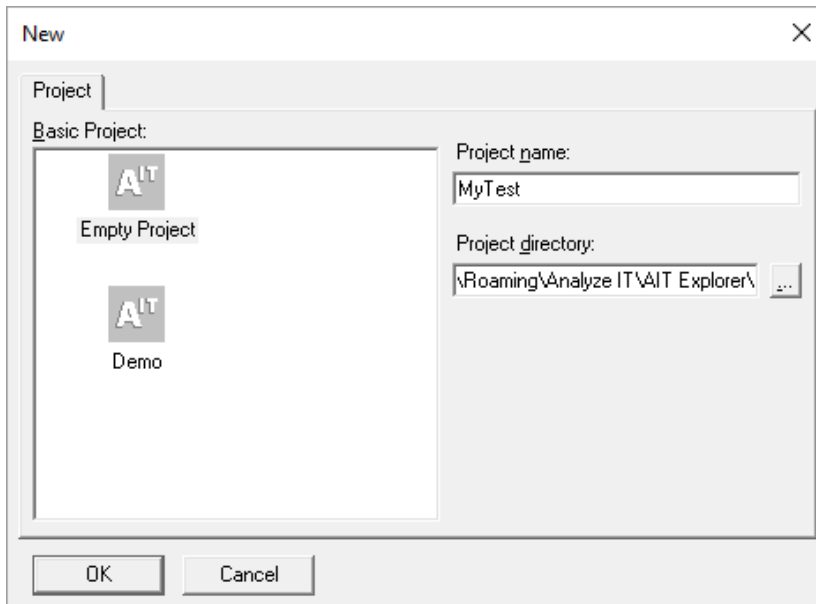 New
Project
Basic Project:
AIT
Empty Project
AIT
Demo
Project name:
MyTest
Project directory:
\Roaming\Analyze IT\AIT Explorer\
...
OK
Cancel